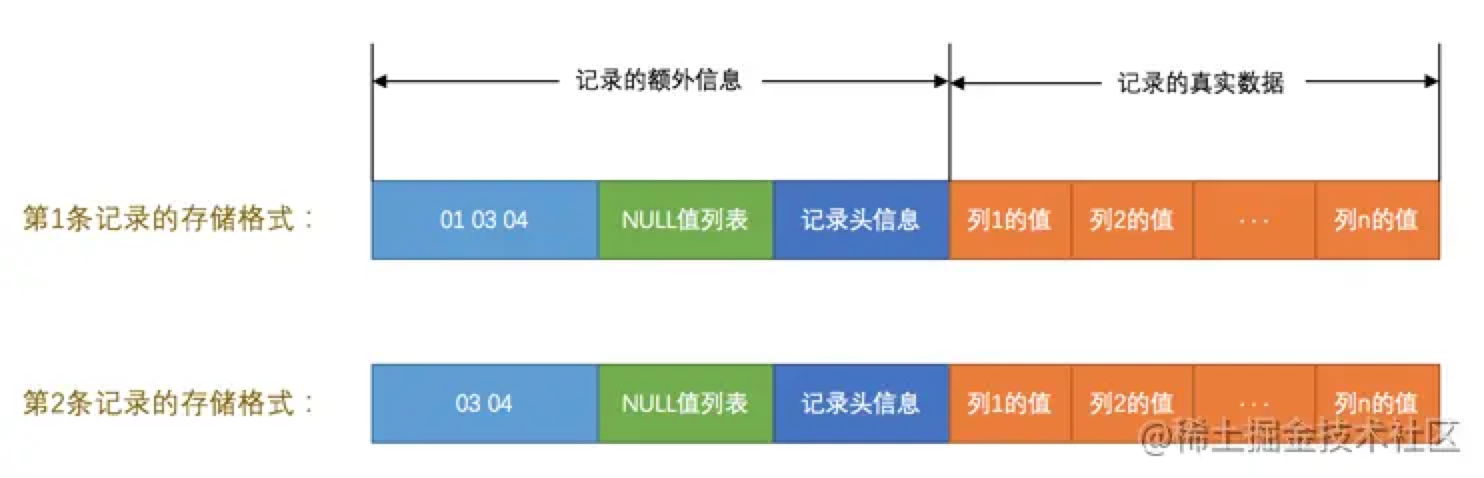 记录的额外信息 记录的真实数据
第1条记录的存储格式： 01 03 04 NULL值列表 记录头信息 列1的值 列2的值 ··· 列n的值
第2条记录的存储格式： 03 04 NULL值列表 记录头信息 列1的值 列2的值 ··· 列n的值
@稀土掘金技术社区